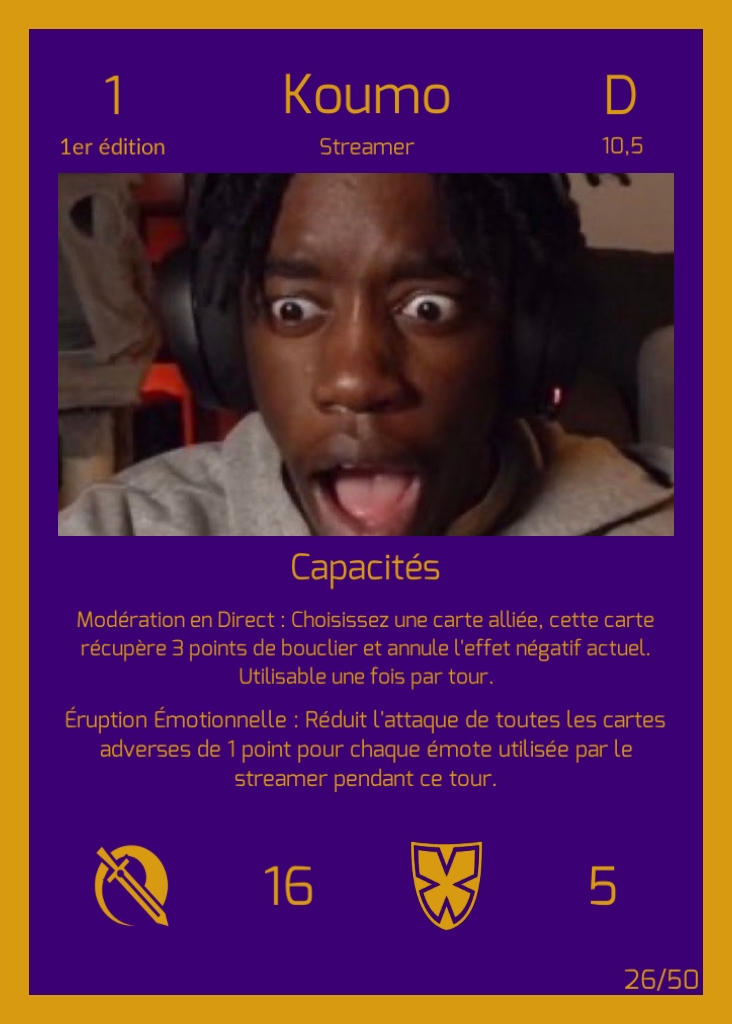 1 Koumo D
1er édition Streamer 10,5
Capacités
Modération en Direct : Choisissez une carte alliée, cette carte
récupère 3 points de bouclier et annule l'effet négatif actuel.
Utilisable une fois par tour.
Éruption Émotionnelle : Réduit l'attaque de toutes les cartes
adverses de 1 point pour chaque émote utilisée par le
streamer pendant ce tour.
16 5
26/50